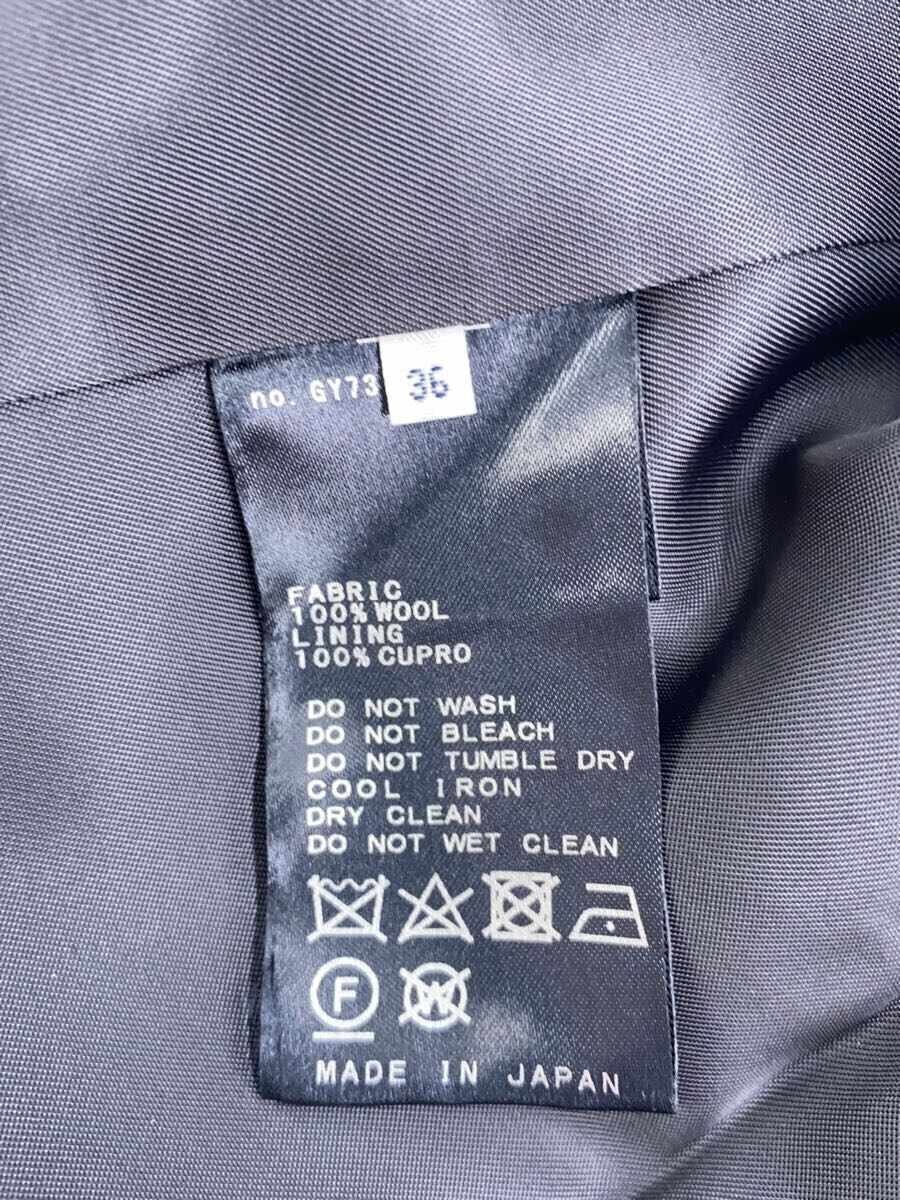 no. GY73
36
FABRIC
100% WOOL
LINING
100% CUPRO
DO NOT WASH
DO NOT BLEACH
DO NOT TUMBLE DRY
COOL IRON
DRY CLEAN
DO NOT WET CLEAN
F W
MADE IN JAPAN